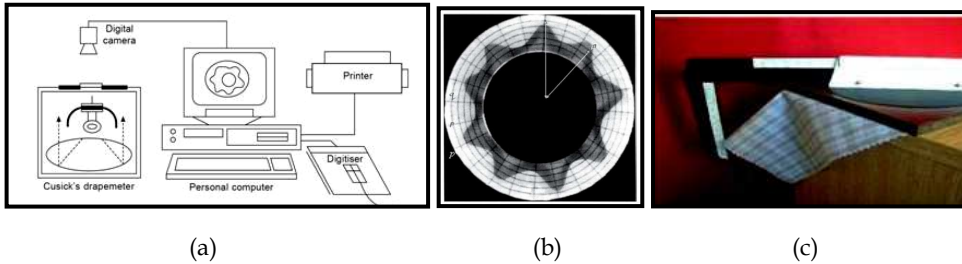 Digital
camera
Printer
Digitiser
Cusick's drapemeter
Personal computer
(a)
(b)
(c)